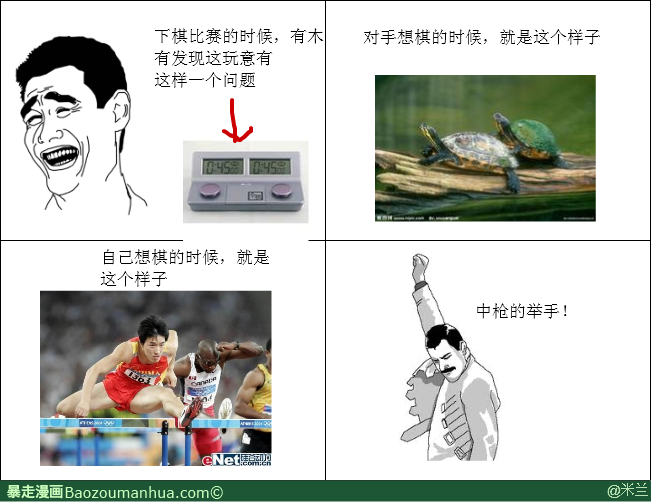 下棋比赛的时候，有木
有发现这玩意有
这样一个问题
对手想棋的时候，就是这个样子
自己想棋的时候，就是
这个样子
1363
CANADA
ATHENS 2004
eNet
.com.cn
中枪的举手！
暴走漫画Baozoumanhua.com©
@米兰